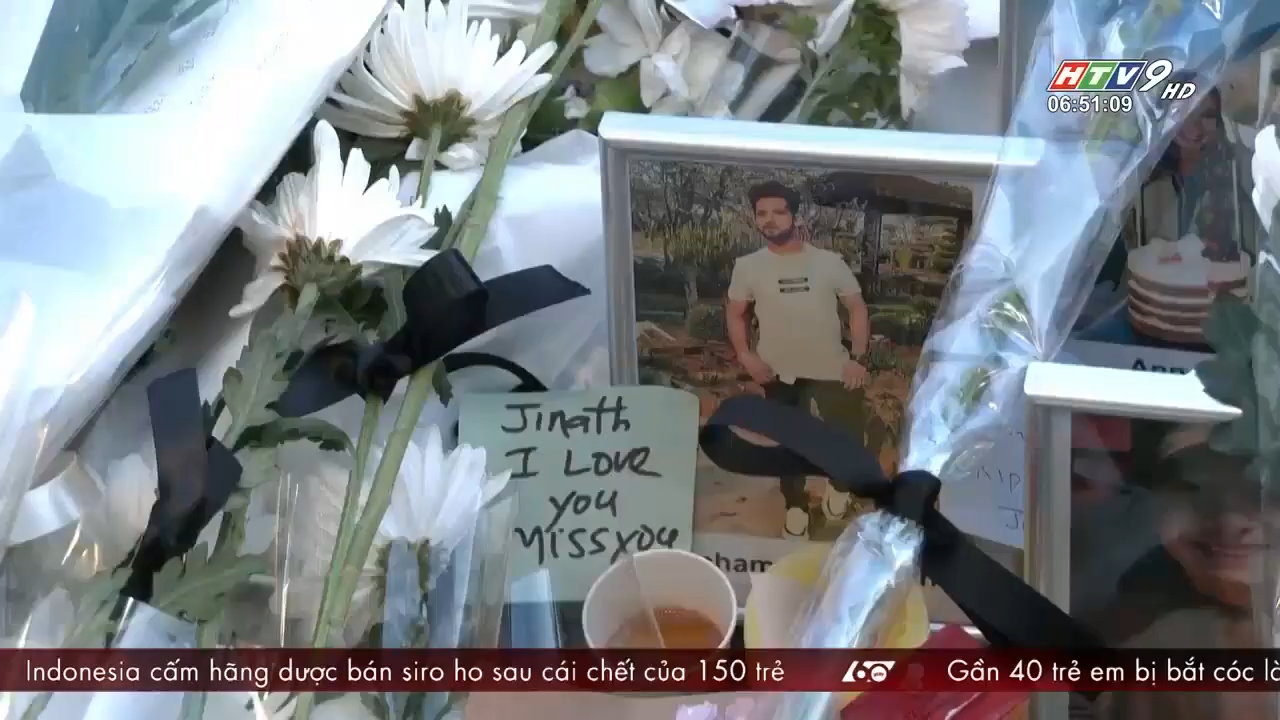 HTV9 HD
06:51:09
Jinath
I LOVE
you
MISS YOU
Indonesia cấm hãng dược bán siro ho sau cái chết của 150 trẻ
60
Gần 40 trẻ em bị bắt cóc